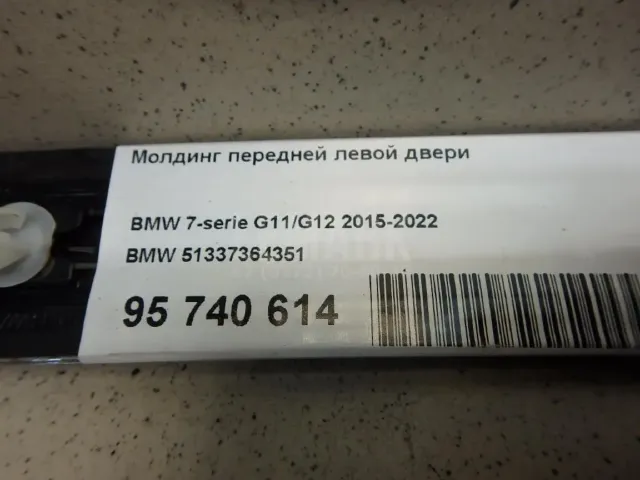 Молдинг передней левой двери
BMW 7-serie G11/G12 2015-2022
BMW 51337364351
95 740 614